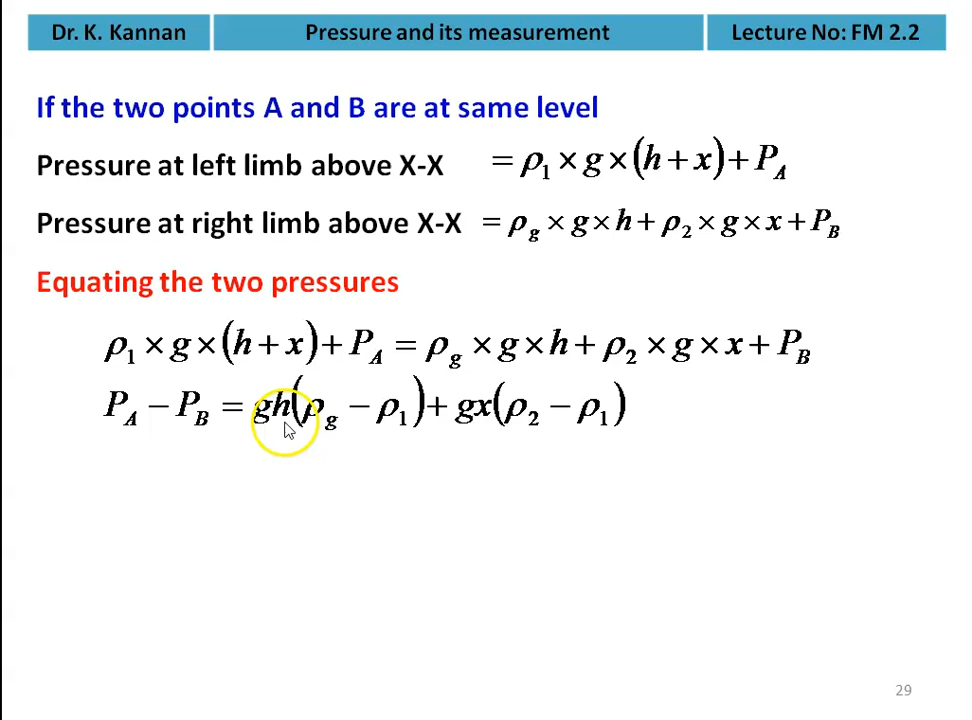 Dr. K. Kannan
Pressure and its measurement
Lecture No: FM 2.2
If the two points A and B are at same level
Pressure at left limb above X-X = ρ₁ × g × (h + x) + P_A
Pressure at right limb above X-X = ρ_g × g × h + ρ₂ × g × x + P_B
Equating the two pressures
ρ₁ × g × (h + x) + P_A = ρ_g × g × h + ρ₂ × g × x + P_B
P_A − P_B = gh(ρ_g − ρ₁) + gx(ρ₂ − ρ₁)
29